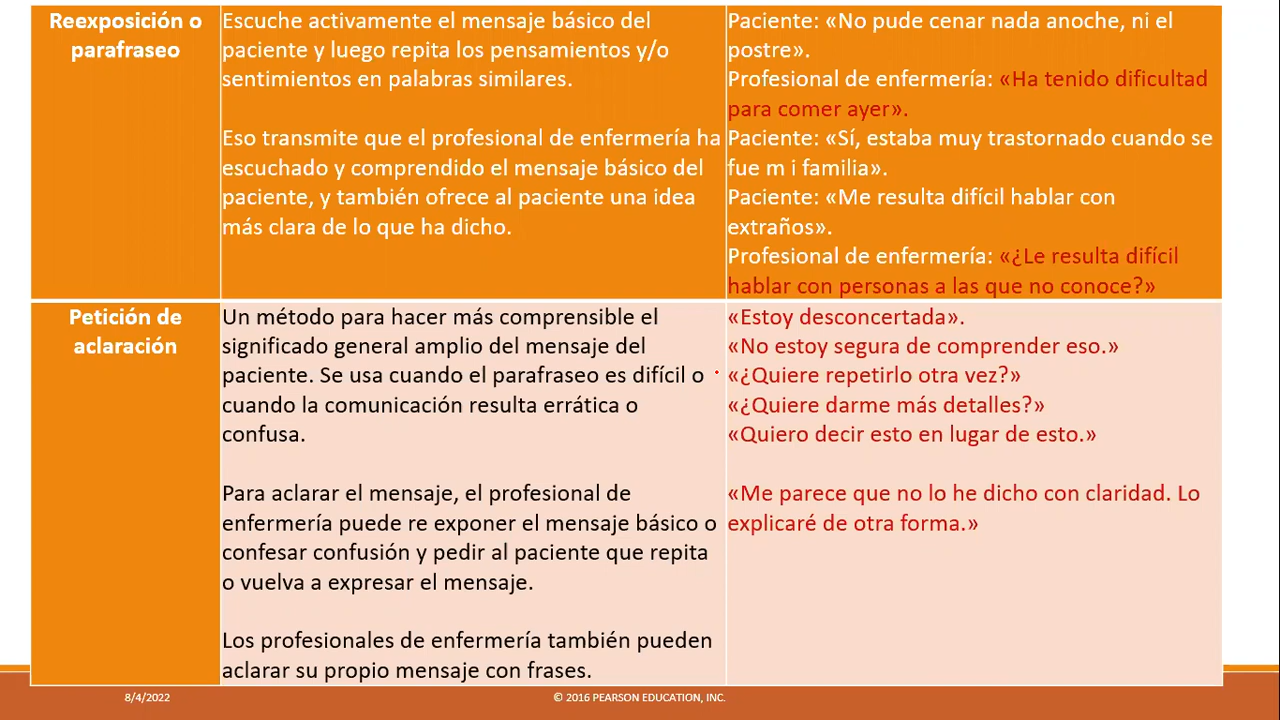 Reexposición o
parafraseo
Escuche activamente el mensaje básico del
paciente y luego repita los pensamientos y/o
sentimientos en palabras similares.
Eso transmite que el profesional de enfermería ha
escuchado y comprendido el mensaje básico del
paciente, y también ofrece al paciente una idea
más clara de lo que ha dicho.
Paciente: «No pude cenar nada anoche, ni el
postre».
Profesional de enfermería: «Ha tenido dificultad
para comer ayer».
Paciente: «Sí, estaba muy trastornado cuando se
fue m i familia».
Paciente: «Me resulta difícil hablar con
extraños».
Profesional de enfermería: «¿Le resulta difícil
hablar con personas a las que no conoce?»
Petición de
aclaración
Un método para hacer más comprensible el
significado general amplio del mensaje del
paciente. Se usa cuando el parafraseo es difícil o
cuando la comunicación resulta errática o
confusa.
Para aclarar el mensaje, el profesional de
enfermería puede re exponer el mensaje básico o
confesar confusión y pedir al paciente que repita
o vuelva a expresar el mensaje.
Los profesionales de enfermería también pueden
aclarar su propio mensaje con frases.
«Estoy desconcertada».
«No estoy segura de comprender eso.»
«¿Quiere repetirlo otra vez?»
«¿Quiere darme más detalles?»
«Quiero decir esto en lugar de esto.»
«Me parece que no lo he dicho con claridad. Lo
explicaré de otra forma.»
8/4/2022
© 2016 PEARSON EDUCATION, INC.